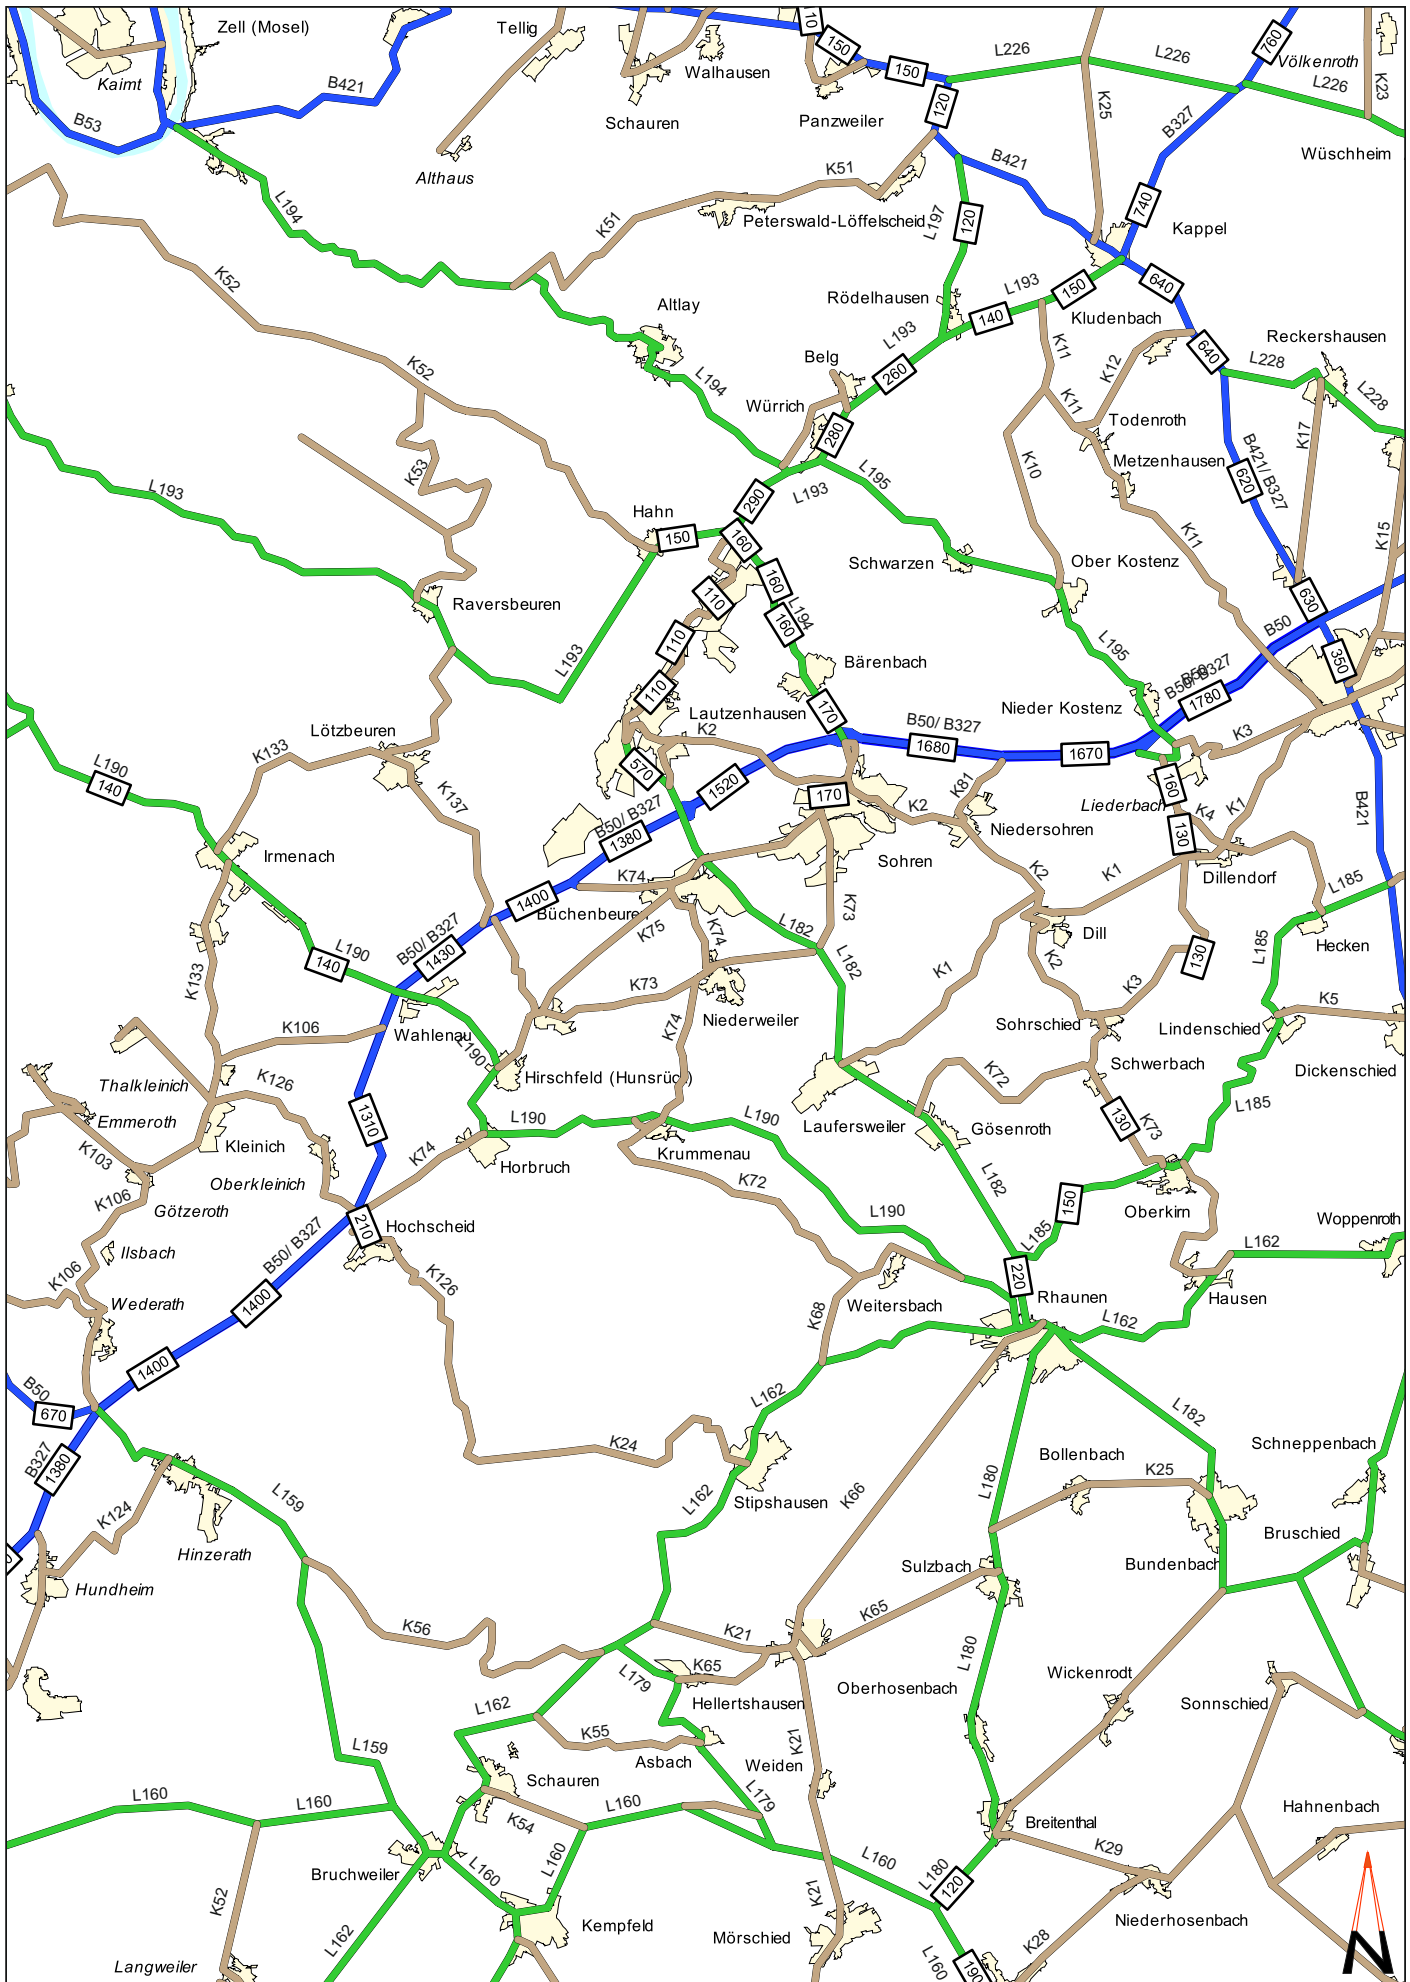 Zell (Mosel)
Tellig
110
150
760
Völkenroth
L226
L226
L226
K23
Kaimt
B421
Walhausen
150
120
K25
B53
Schauren
Panzweiler
B327
Wüschheim
Althaus
K51
B421
L194
K51
Peterswald-Löffelscheid
L197
120
740
Kappel
K52
Altlay
Rödelhausen
L193
150
640
140
Kludenbach
L193
K11
K12
640
Reckershausen
Belg
260
L228
K52
L194
Würrich
K11
L228
280
Todenroth
K17
K53
K10
Metzenhausen
B421/ B327
620
L193
L195
L193
290
Hahn
150
160
K11
K15
Schwarzen
Ober Kostenz
160
110
Raversbeuren
L194
160
630
110
B50
L193
Bärenbach
L195
350
110
B50
B50/ B327
1780
Lautzenhausen
170
Nieder Kostenz
Lötzbeuren
K2
B50/ B327
1680
K3
K133
L190
140
570
1520
1670
K81
160
K137
170
Liederbach
B421
B50/ B327
K2
K4
K1
1380
Niedersohren
130
Irmenach
Sohren
K74
K2
K1
Dillendorf
L185
1400
Büchenbeuren
K73
K75
K74
L182
Dill
B50/ B327
1430
L190
140
L185
Hecken
K133
L182
K1
K2
130
K3
K73
K5
K106
Wahlenau
Niederweiler
Sohrschied
Lindenschied
L190
K74
Thalkleinich
K126
Hirschfeld (Hunsrück)
K72
Schwerbach
Dickenschied
Emmeroth
1310
L190
L190
L185
Kleinich
K103
K74
Krummenau
Laufersweiler
Gösenroth
130
K73
Oberkleinich
Horbruch
K72
L182
K106
Götzeroth
210
Hochscheid
L190
150
Oberkirn
Woppenroth
Ilsbach
B50/ B327
L185
L162
K106
K126
220
Wederath
1400
Weitersbach
Rhaunen
Hausen
K68
L162
1400
B50
670
L162
L182
B327
1380
K24
Bollenbach
Schneppenbach
L159
K25
K124
L162
Stipshausen
K66
L180
Hinzerath
Bruschied
Sulzbach
Bundenbach
Hundheim
K56
K21
K65
L180
L179
K65
Wickenrodt
Hellertshausen
Oberhosenbach
Sonnschied
L162
K55
K21
L159
Asbach
Weiden
Schauren
L160
L160
L160
L179
Hahnenbach
K54
Breitenthal
L160
K29
Bruchweiler
L160
L160
L180
120
K52
K21
Niederhosenbach
Kempfeld
L162
Mörschied
K28
Langweiler
L160
190
N